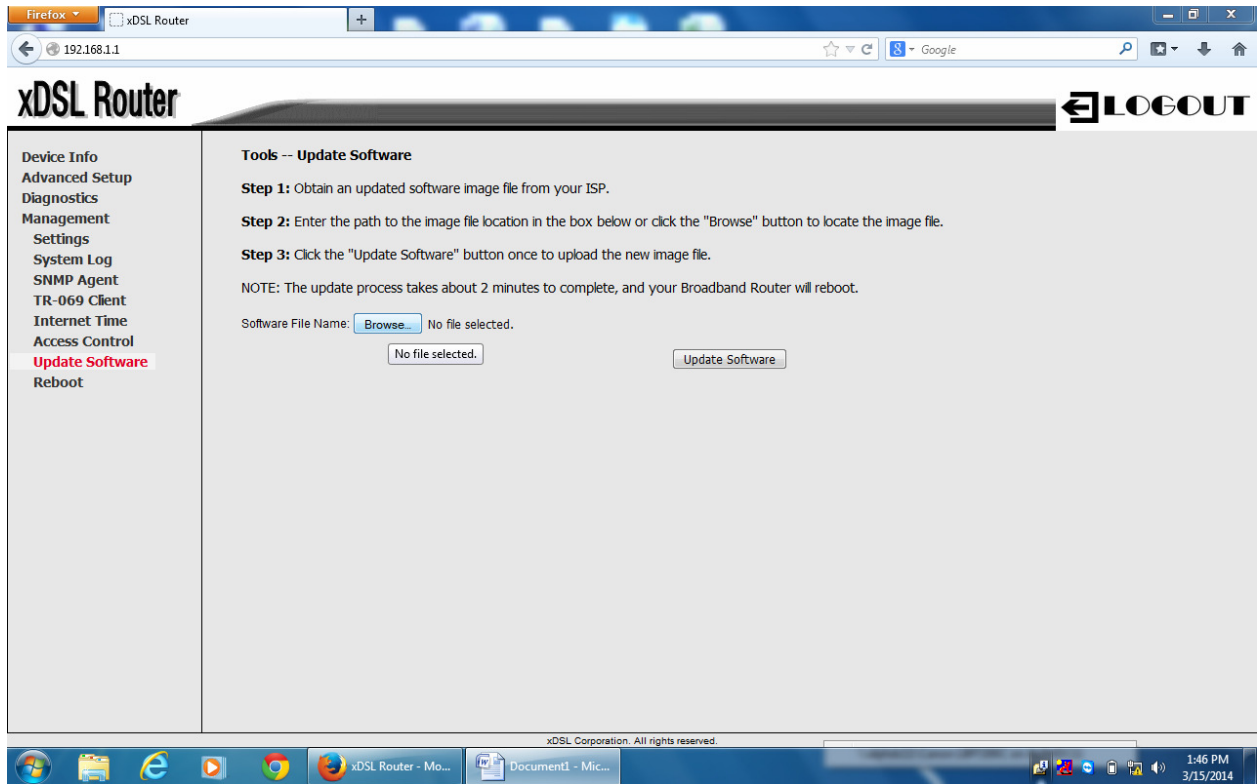 Firefox
xDSL Router
192.168.1.1
Google
xDSL Router
LOGOUT
Device Info
Advanced Setup
Diagnostics
Management
Settings
System Log
SNMP Agent
TR-069 Client
Internet Time
Access Control
Update Software
Reboot
Tools -- Update Software
Step 1: Obtain an updated software image file from your ISP.
Step 2: Enter the path to the image file location in the box below or click the "Browse" button to locate the image file.
Step 3: Click the "Update Software" button once to upload the new image file.
NOTE: The update process takes about 2 minutes to complete, and your Broadband Router will reboot.
Software File Name: Browse... No file selected.
No file selected.
Update Software
xDSL Corporation. All rights reserved.
xDSL Router - Mo...
Document1 - Mic...
1:46 PM
3/15/2014